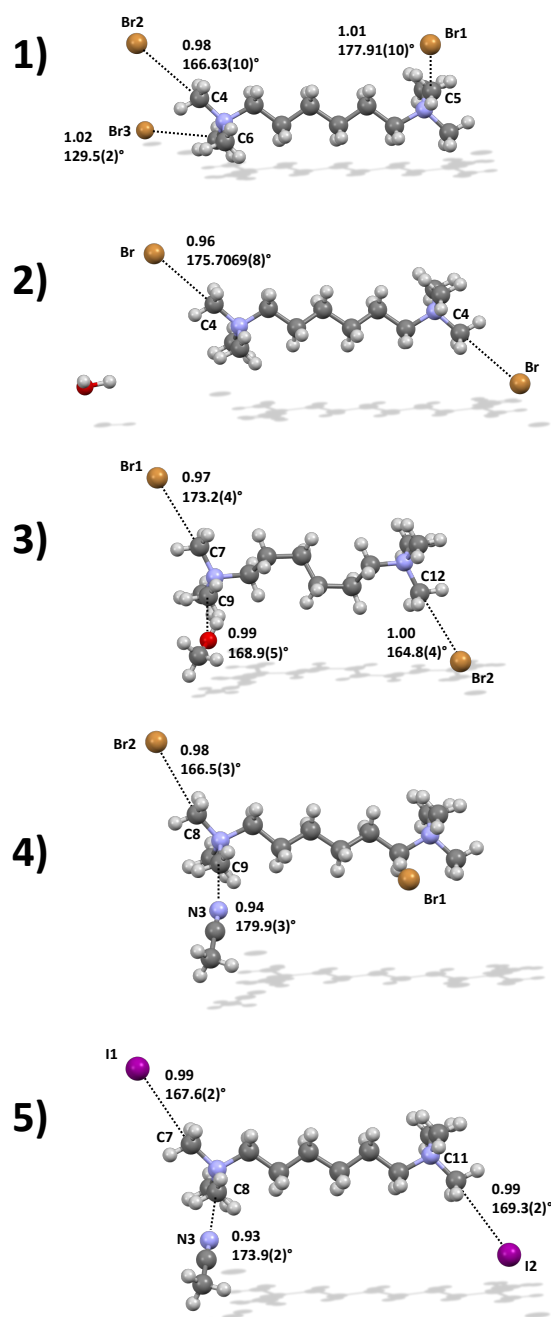 1)
Br2
0.98
166.63(10)°
1.01
177.91(10)°
Br1
C4
C5
Br3
1.02
129.5(2)°
C6
2)
Br
0.96
175.7069(8)°
C4
C4
Br
3)
Br1
0.97
173.2(4)°
C7
C12
C9
0.99
168.9(5)°
1.00
164.8(4)°
Br2
4)
Br2
0.98
166.5(3)°
C8
C9
N3
0.94
179.9(3)°
Br1
5)
I1
0.99
167.6(2)°
C7
C11
C8
0.99
169.3(2)°
N3
0.93
173.9(2)°
I2